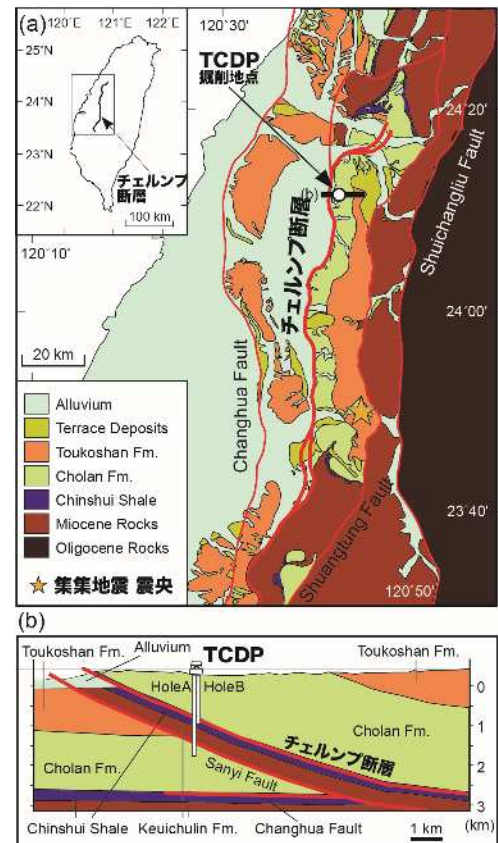 (a)
120˚30'
120˚E
121˚E
122˚E
25˚N
24˚N
23˚N
22˚N
チェルンプ
断層
100 km
TCDP
掘削地点
24˚20'
Shuichangliu Fault
チェルンプ断層
120˚10'
24˚00'
20 km
Changhua Fault
Alluvium
Terrace Deposits
Toukoshan Fm.
Cholan Fm.
Chinshui Shale
Miocene Rocks
Oligocene Rocks
集集地震 震央
23˚40'
Shuangtung Fault
120˚50'
(b)
Toukoshan Fm.
Alluvium
TCDP
Toukoshan Fm.
HoleA
HoleB
0
1
2
3
(km)
Cholan Fm.
チェルンプ断層
Cholan Fm.
Sanyi Fault
Chinshui Shale
Keuichulin Fm.
Changhua Fault
1 km